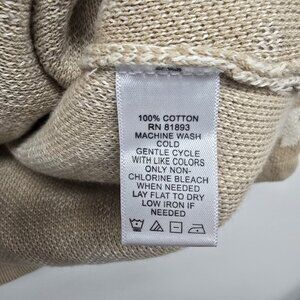 100% COTTON
RN 81893
MACHINE WASH
COLD
GENTLE CYCLE
WITH LIKE COLORS
ONLY NON-
CHLORINE BLEACH
WHEN NEEDED
LAY FLAT TO DRY
LOW IRON IF
NEEDED